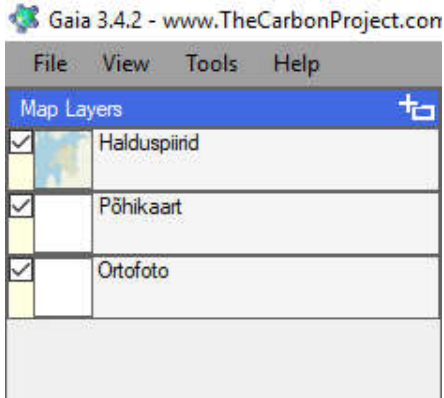 Gaia 3.4.2 - www.TheCarbonProject.com
File View Tools Help
Map Layers
Halduspiirid
Põhikaart
Ortofoto